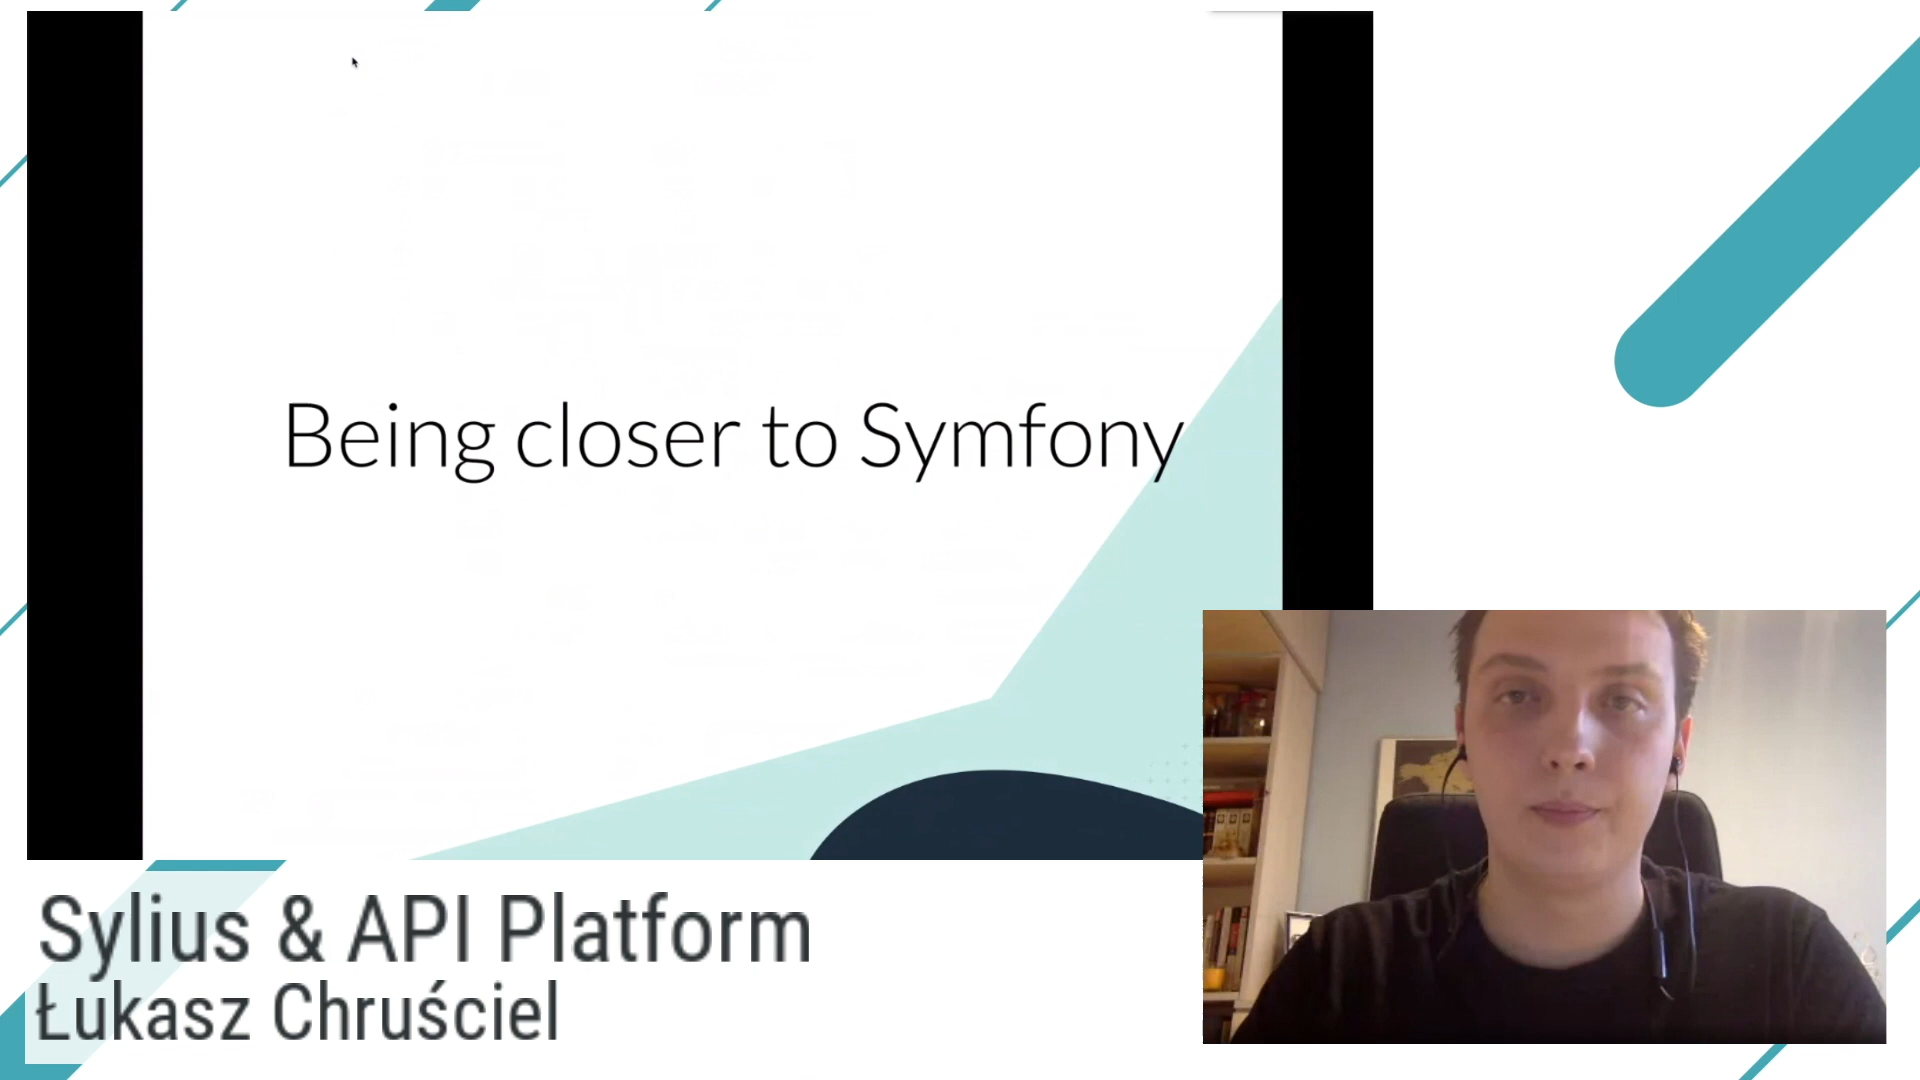 Being closer to Symfony
Sylius & API Platform
Łukasz Chruściel